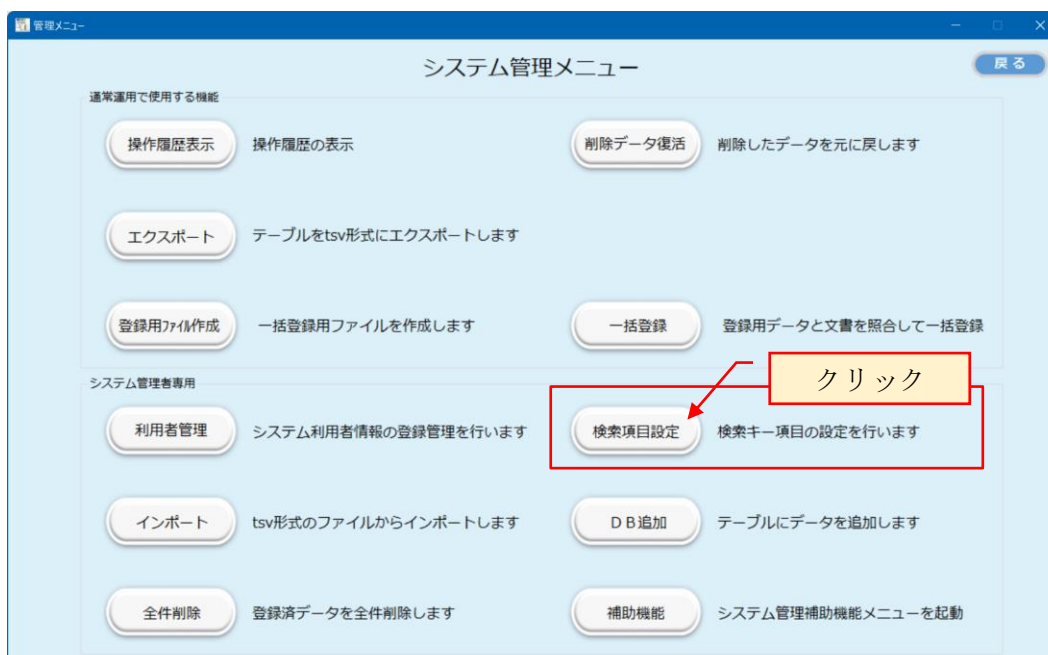 管理メニュー
システム管理メニュー
戻る
通常運用で使用する機能
操作履歴表示 操作履歴の表示 削除データ復活 削除したデータを元に戻します
エクスポート テーブルをtsv形式にエクスポートします
登録用ﾌｧｲﾙ作成 一括登録用ファイルを作成します 一括登録 登録用データと文書を照合して一括登録
クリック
システム管理者専用
利用者管理 システム利用者情報の登録管理を行います 検索項目設定 検索キー項目の設定を行います
インポート tsv形式のファイルからインポートします ＤＢ追加 テーブルにデータを追加します
全件削除 登録済データを全件削除します 補助機能 システム管理補助機能メニューを起動